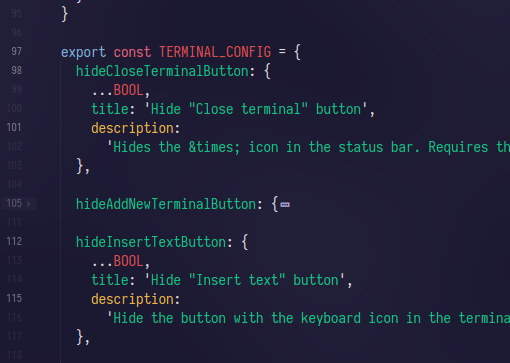 95 }
96
97 export const TERMINAL_CONFIG = {
98 hideCloseTerminalButton: {
99 ...BOOL,
100 title: 'Hide "Close terminal" button',
101 description:
102 'Hides the &times; icon in the status bar. Requires th
103 },
104
105 hideAddNewTerminalButton: {
111
112 hideInsertTextButton: {
113 ...BOOL,
114 title: 'Hide "Insert text" button',
115 description:
116 'Hide the button with the keyboard icon in the termina
117 },
118